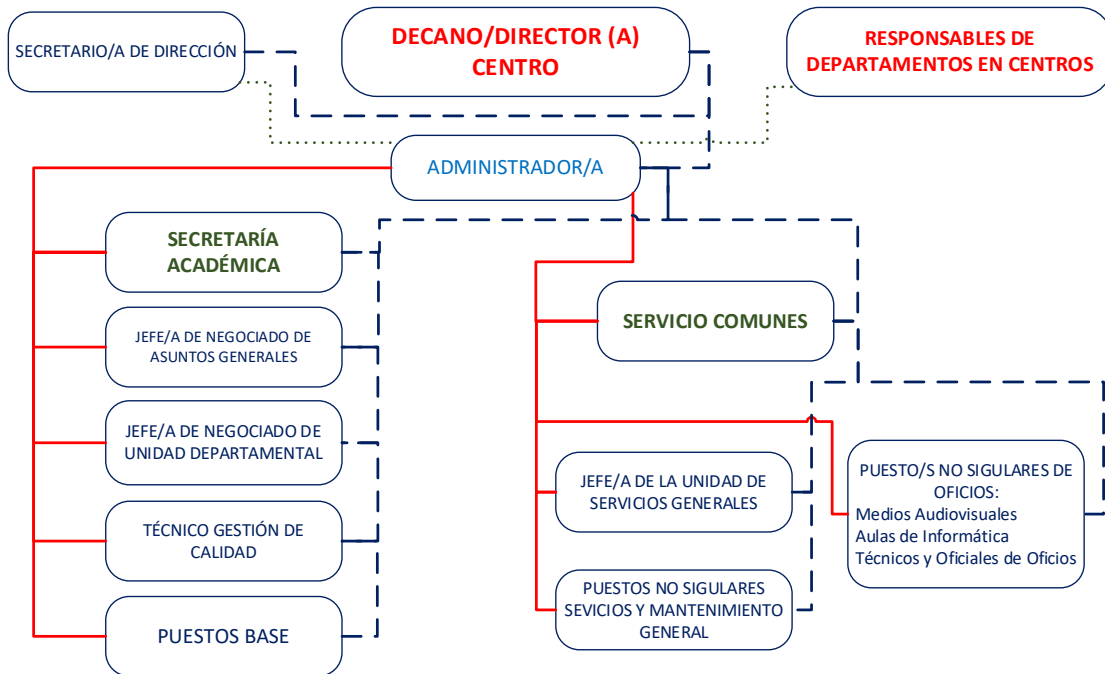 SECRETARIO/A DE DIRECCIÓN
DECANO/DIRECTOR (A)
CENTRO
RESPONSABLES DE
DEPARTAMENTOS EN CENTROS
ADMINISTRADOR/A
SECRETARÍA
ACADÉMICA
JEFE/A DE NEGOCIADO DE
ASUNTOS GENERALES
JEFE/A DE NEGOCIADO DE
UNIDAD DEPARTAMENTAL
TÉCNICO GESTIÓN DE
CALIDAD
PUESTOS BASE
SERVICIO COMUNES
JEFE/A DE LA UNIDAD DE
SERVICIOS GENERALES
PUESTOS NO SIGULARES
SEVICIOS Y MANTENIMIENTO
GENERAL
PUESTO/S NO SIGULARES DE
OFICIOS:
Medios Audiovisuales
Aulas de Informática
Técnicos y Oficiales de Oficios